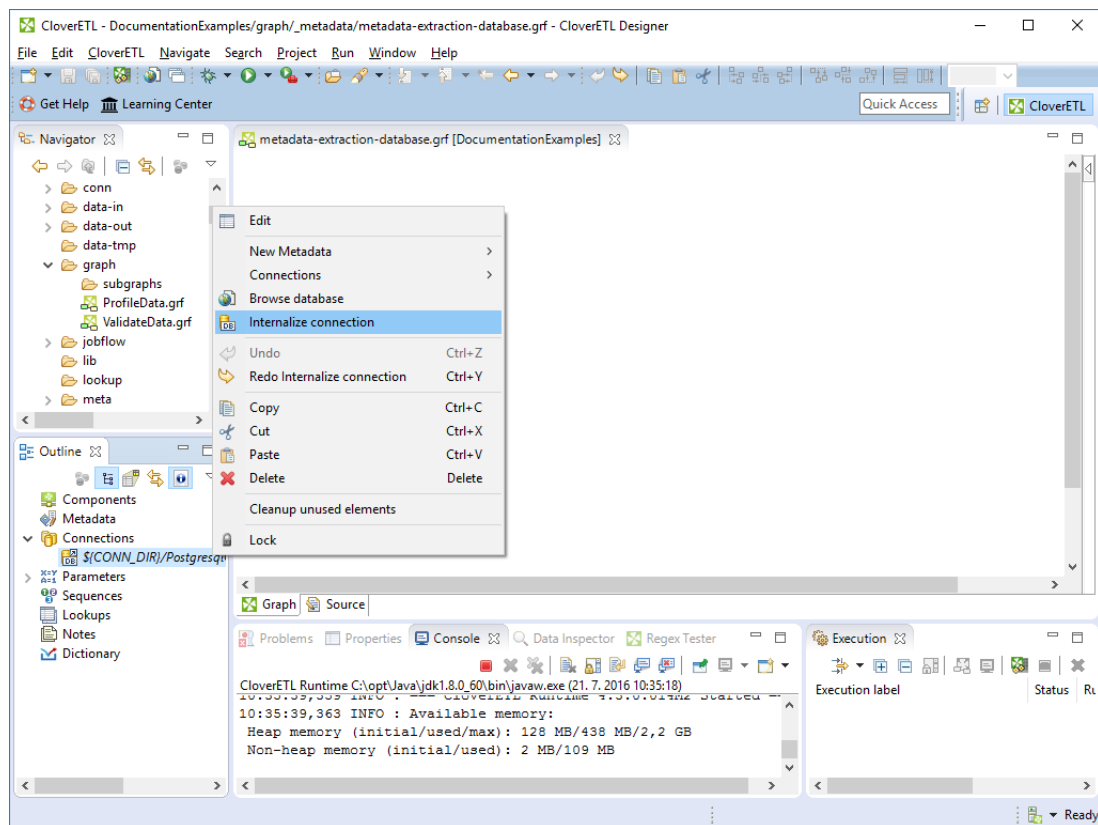 CloverETL - DocumentationExamples/graph/_metadata/metadata-extraction-database.grf - CloverETL Designer
File Edit CloverETL Navigate Search Project Run Window Help
Get Help Learning Center
Quick Access
CloverETL
Navigator
metadata-extraction-database.grf [DocumentationExamples]
conn
data-in
data-out
data-tmp
graph
subgraphs
ProfileData.grf
ValidateData.grf
jobflow
lib
lookup
meta
Edit
New Metadata
Connections
Browse database
Internalize connection
Undo Ctrl+Z
Redo Internalize connection Ctrl+Y
Copy Ctrl+C
Cut Ctrl+X
Paste Ctrl+V
Delete Delete
Cleanup unused elements
Lock
Outline
Components
Metadata
Connections
${CONN_DIR}/Postgresql
Parameters
Sequences
Lookups
Notes
Dictionary
Graph Source
Problems Properties Console Data Inspector Regex Tester
CloverETL Runtime C:\opt\Java\jdk1.8.0_60\bin\javaw.exe (21. 7. 2016 10:35:18)
10:35:39,363 INFO : Available memory:
Heap memory (initial/used/max): 128 MB/438 MB/2,2 GB
Non-heap memory (initial/used): 2 MB/109 MB
Execution
Execution label Status
Ready